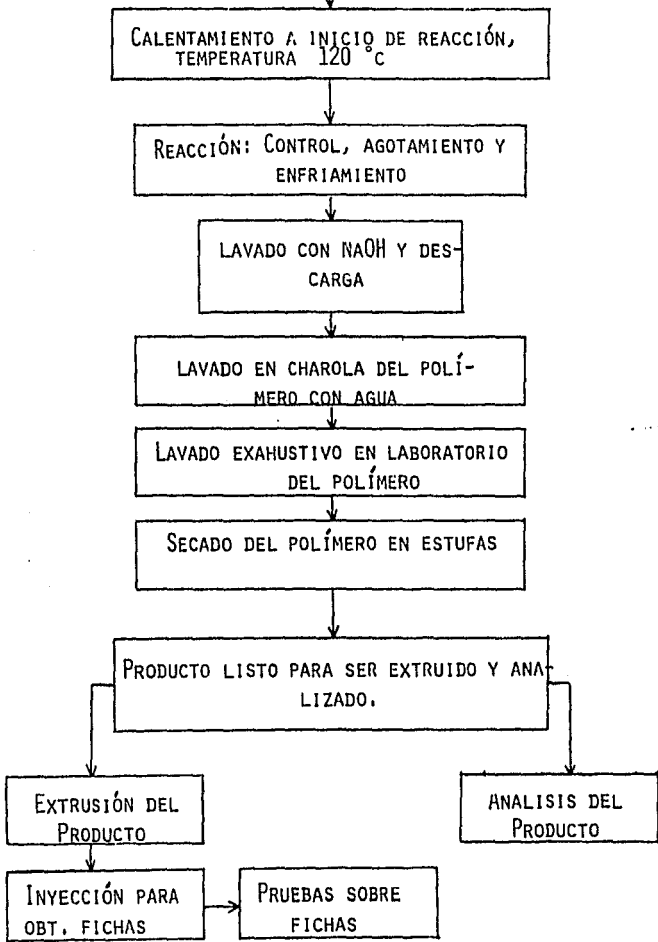 CALENTAMIENTO A INICIO DE REACCIÓN,
TEMPERATURA 120 °C
REACCIÓN: CONTROL, AGOTAMIENTO Y
ENFRIAMIENTO
LAVADO CON NAOH Y DES-
CARGA
LAVADO EN CHAROLA DEL POLÍ-
MERO CON AGUA
LAVADO EXAHUSTIVO EN LABORATORIO
DEL POLÍMERO
SECADO DEL POLÍMERO EN ESTUFAS
PRODUCTO LISTO PARA SER EXTRUIDO Y ANA-
LIZADO.
EXTRUSIÓN DEL
PRODUCTO
ANALISIS DEL
PRODUCTO
INYECCIÓN PARA
OBT. FICHAS
PRUEBAS SOBRE
FICHAS